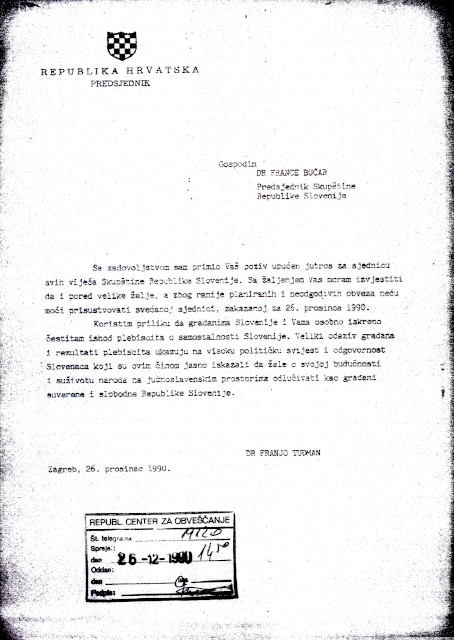 REPUBLIKA HRVATSKA
PREDSJEDNIK
Gospodin
DR FRANCE BUČAR
Predsjednik Skupštine
Republike Slovenije
Sa zadovoljstvom sam primio Vaš poziv upućen jutros za sjednicu
svih vijeća Skupštine Republike Slovenije. Sa žaljenjem Vas moram izvjestiti
da i pored velike želje, a zbog ranije planiranih i neodgodivih obveza neću
moći prisustvovati svečanoj sjednici, zakazanoj za 26. prosinca 1990.
Koristim priliku da građanima Slovenije i Vama osobno iskreno
čestitam ishod plebiscita o samostalnosti Slovenije. Veliki odaziv građana
i rezultati plebiscita ukazuju na visoku političku svijest i odgovornost
Slovenaca koji su ovim činom jasno iskazali da žele o svojoj budućnosti
i suživotu naroda na južnoslavenskim prostorima odlučivati kao građani
suverene i slobodne Republike Slovenije.
DR FRANJO TUĐMAN
Zagreb, 26. prosinac 1990.
REPUBL. CENTER ZA OBVEŠČANJE
Št. telegrama
Sprejel:
dne 26-12-1990 14
Oddan:
dne
Podpis: